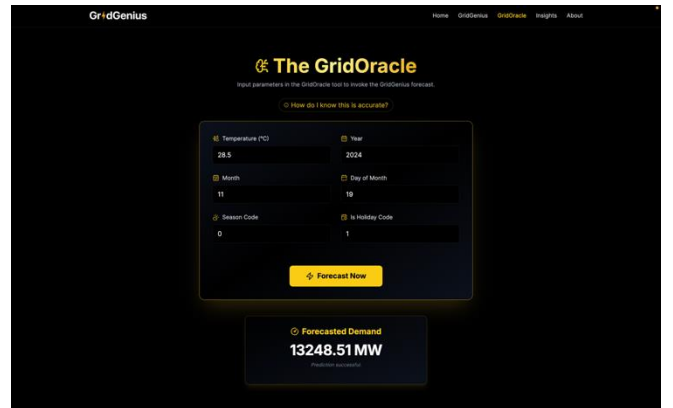 GridGenius
Home GridGenius GridOracle Insights About
The GridOracle
Input parameters in the GridOracle tool to invoke the GridGenius forecast.
How do I know this is accurate?
Temperature (°C) Year
28.5 2024
Month Day of Month
11 19
Season Code Is Holiday Code
0 1
Forecast Now
Forecasted Demand
13248.51 MW
Prediction successful